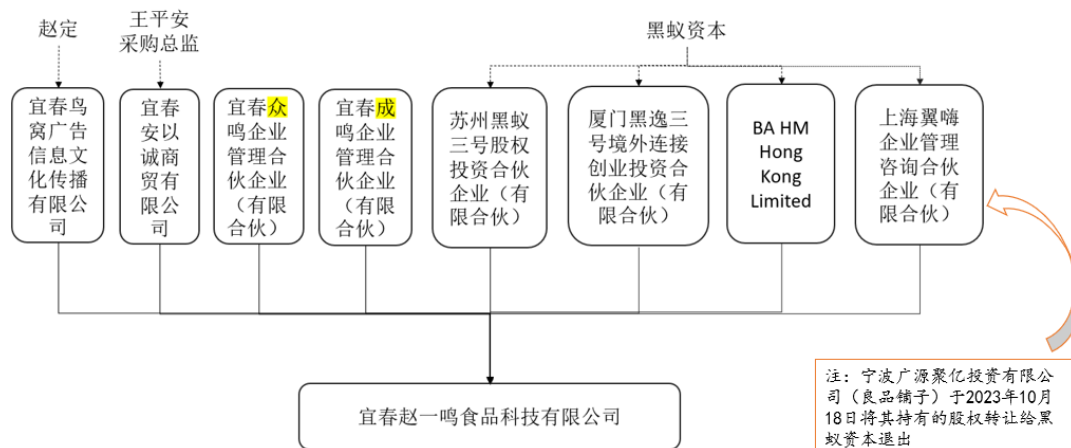 赵定
王平安
采购总监
黑蚁资本
宜春鸟
窝广告
信息文
化传播
有限公
司
宜春
安以
诚商
贸有
限公
司
宜春众
鸣企业
管理合
伙企业
（有限
合伙）
宜春成
鸣企业
管理合
伙企业
（有限
合伙）
苏州黑蚁
三号股权
投资合伙
企业（有
限合伙）
厦门黑逸三
号境外连接
创业投资合
伙企业（有
限合伙）
BA HM
Hong
Kong
Limited
上海翼嗨
企业管理
咨询合伙
企业（有
限合伙）
宜春赵一鸣食品科技有限公司
注：宁波广源聚亿投资有限公
司（良品铺子）于2023年10月
18日将其持有的股权转让给黑
蚁资本退出